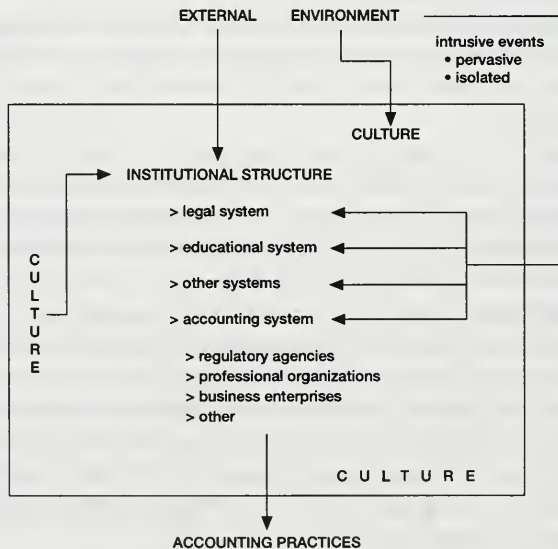 EXTERNAL ENVIRONMENT
intrusive events
• pervasive
• isolated
CULTURE
INSTITUTIONAL STRUCTURE
> legal system
> educational system
> other systems
> accounting system
> regulatory agencies
> professional organizations
> business enterprises
> other
CULTURE
C U L T U R E
ACCOUNTING PRACTICES